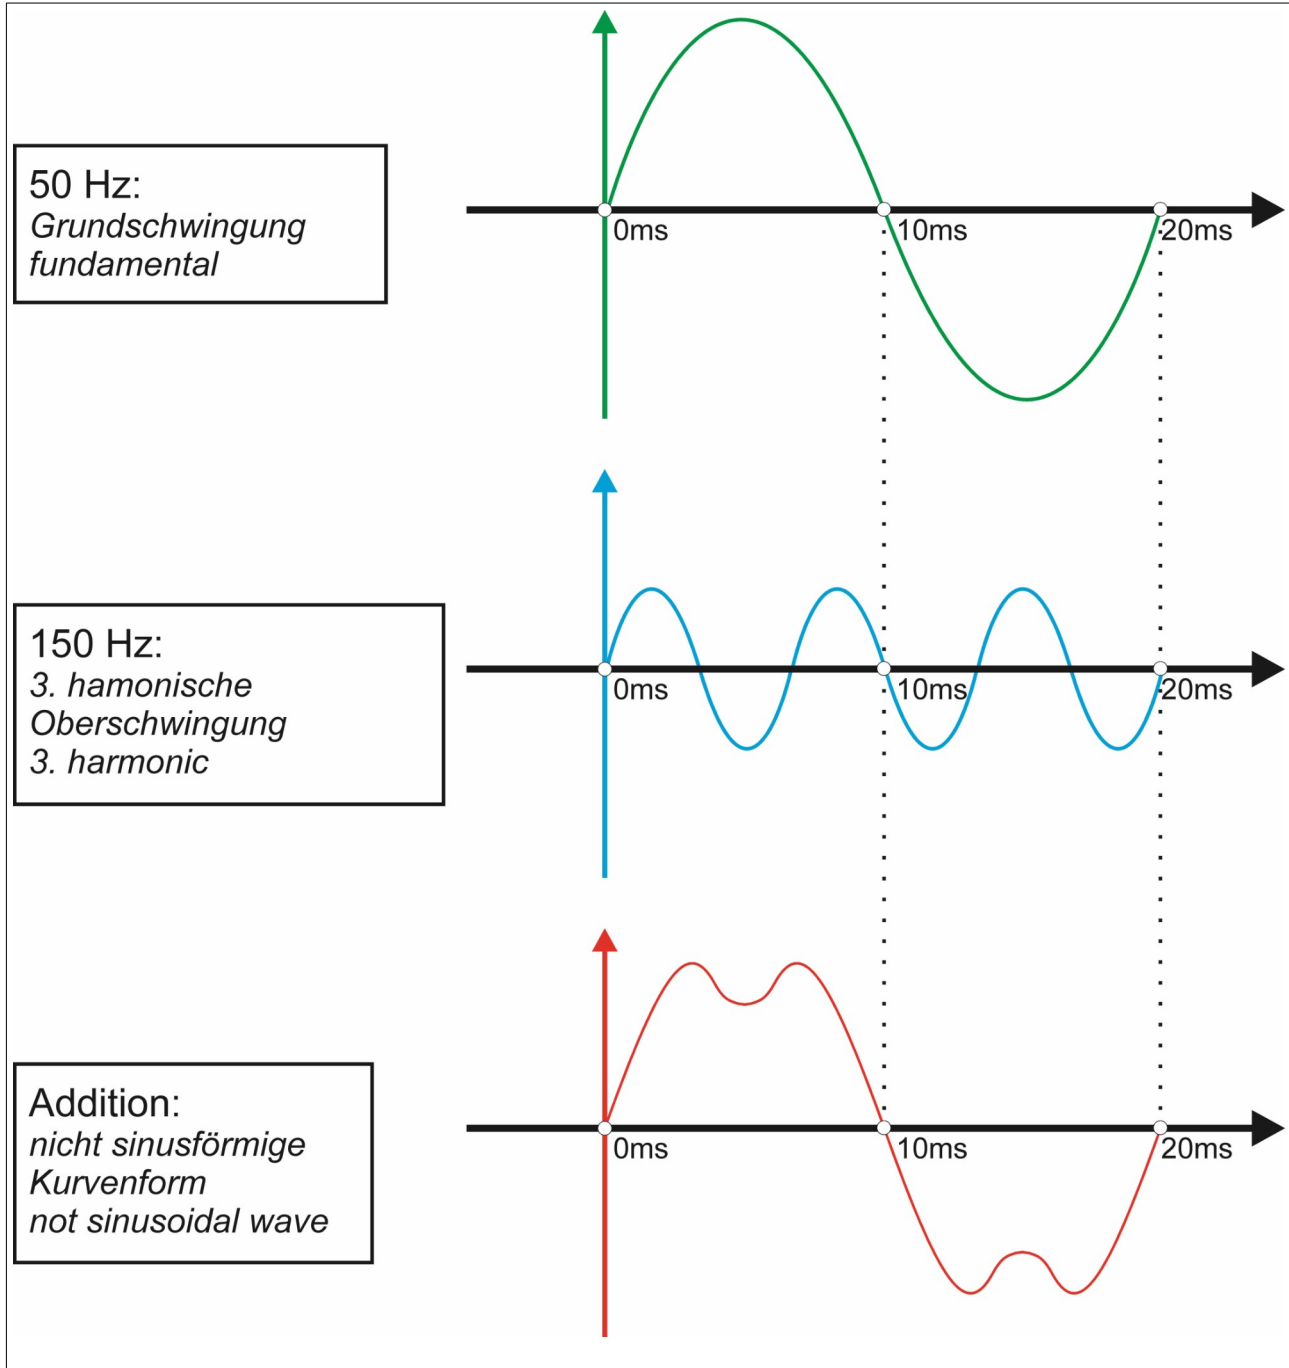 50 Hz:
Grundschwingung
fundamental
0ms
10ms
20ms
150 Hz:
3. hamonische
Oberschwingung
3. harmonic
0ms
10ms
20ms
Addition:
nicht sinusförmige
Kurvenform
not sinusoidal wave
0ms
10ms
20ms